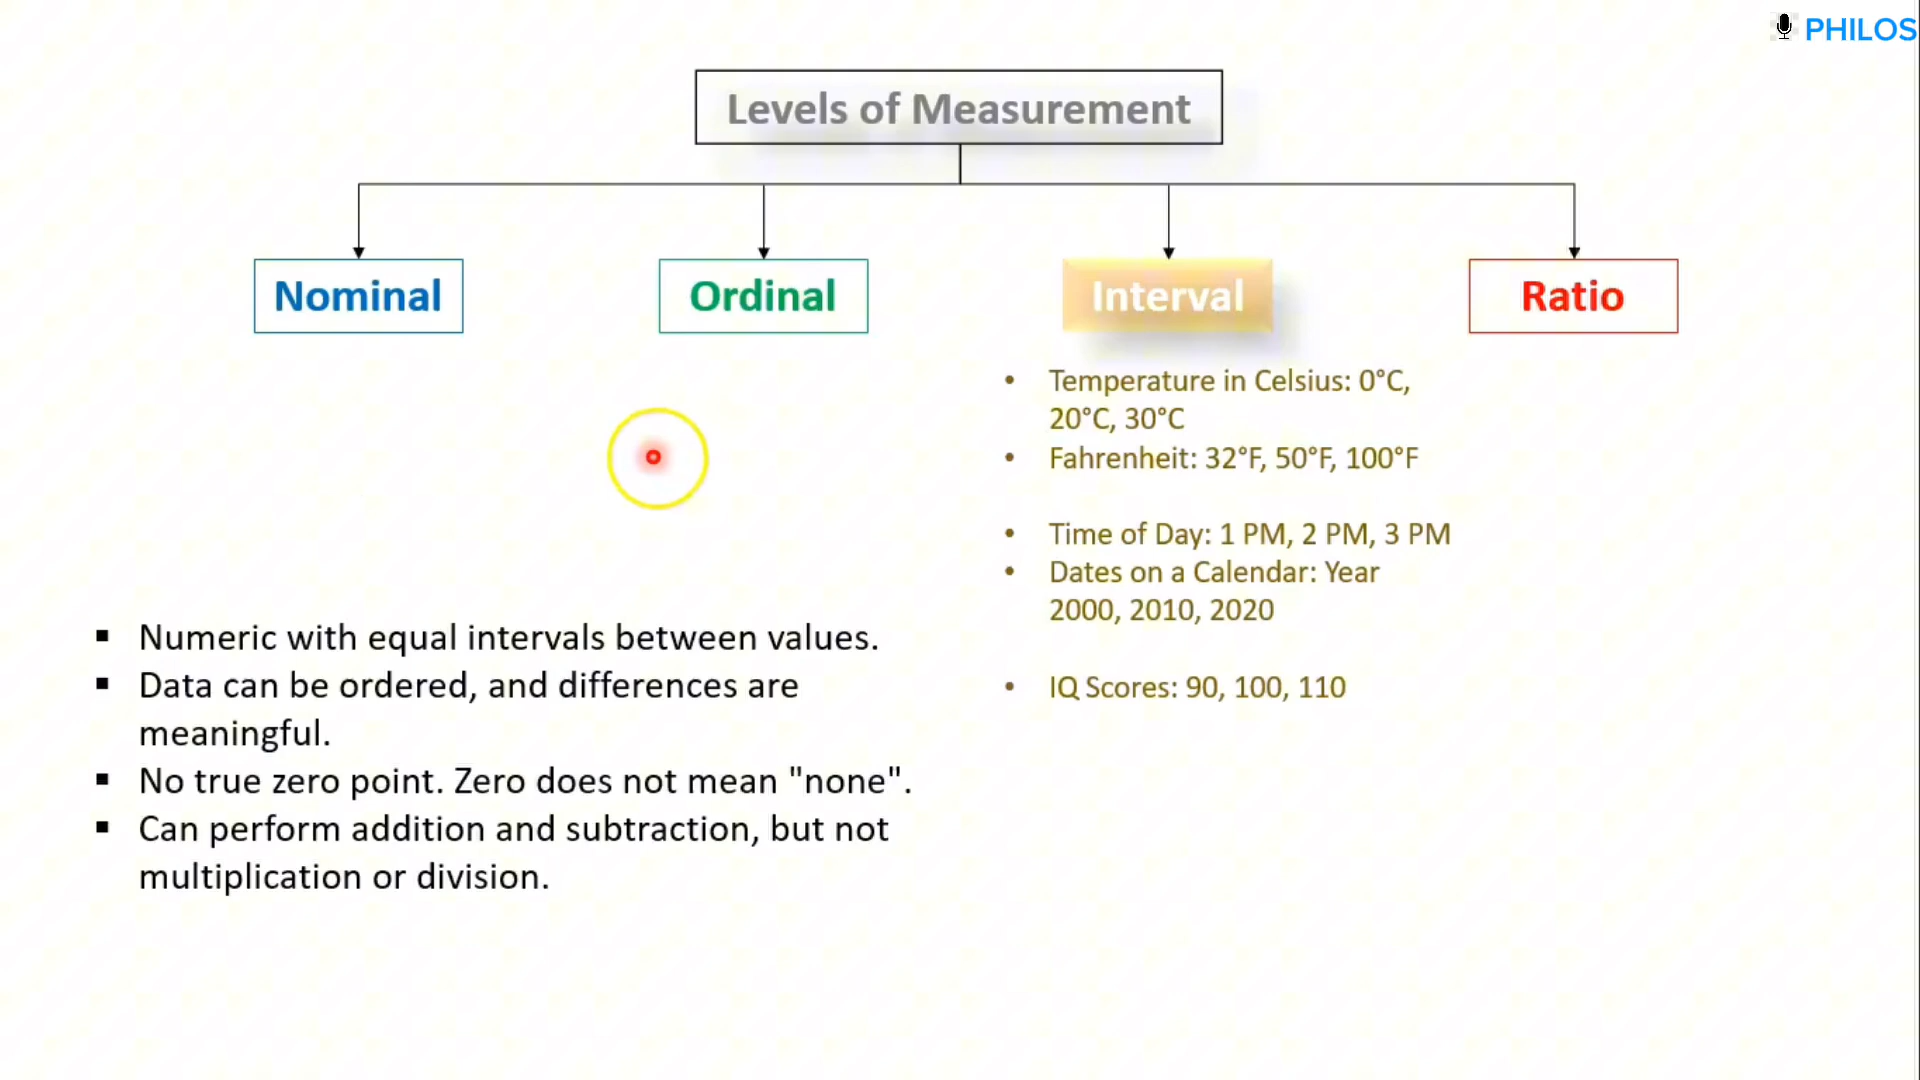 PHILOS
Levels of Measurement
Nominal
Ordinal
Interval
Ratio
• Temperature in Celsius: 0°C,
20°C, 30°C
• Fahrenheit: 32°F, 50°F, 100°F
• Time of Day: 1 PM, 2 PM, 3 PM
• Dates on a Calendar: Year
2000, 2010, 2020
• IQ Scores: 90, 100, 110
▪ Numeric with equal intervals between values.
▪ Data can be ordered, and differences are
meaningful.
▪ No true zero point. Zero does not mean "none".
▪ Can perform addition and subtraction, but not
multiplication or division.